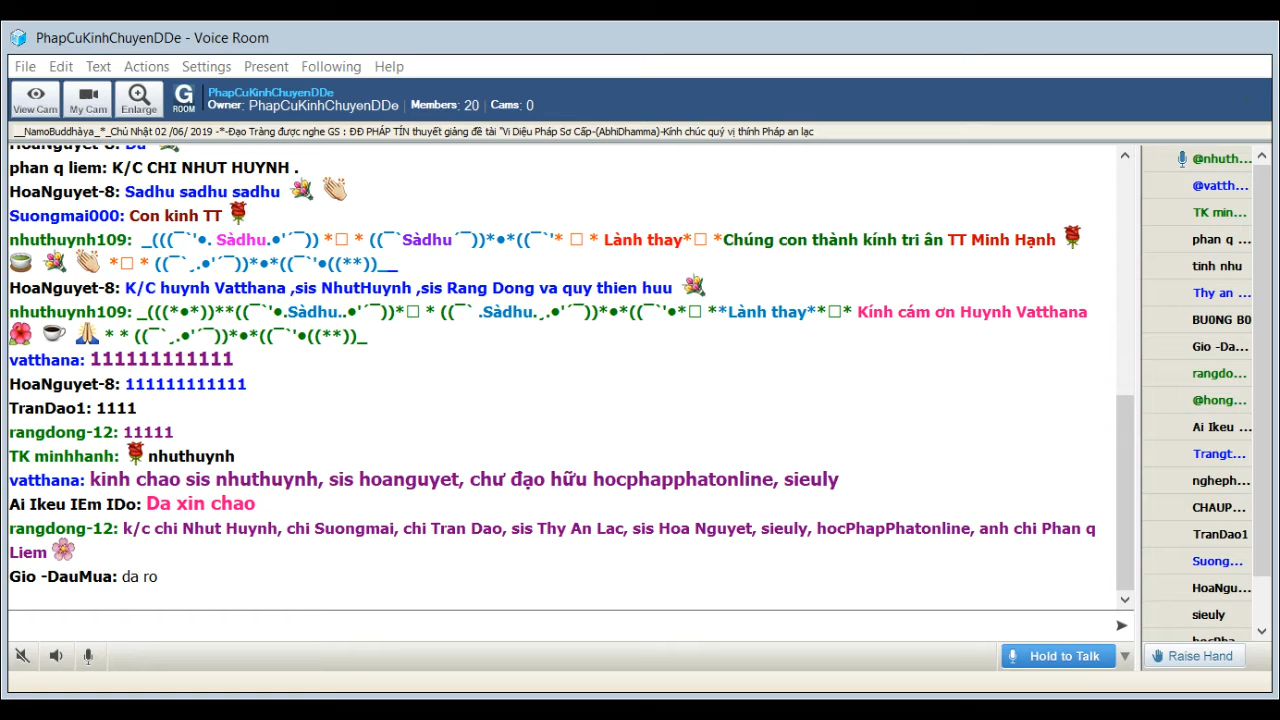 PhapCuKinhChuyenDDe - Voice Room
File Edit Text Actions Settings Present Following Help
View Cam My Cam Enlarge G ROOM
PhapCuKinhChuyenDDe
Owner: PhapCuKinhChuyenDDe Members: 20 Cams: 0
__NamoBuddhàya_*_Chủ Nhật 02 /06/ 2019 -*-Đạo Tràng được nghe GS : ĐĐ PHÁP TÍN thuyết giảng đề tài "Vi Diệu Pháp Sơ Cấp-(AbhiDhamma)-Kính chúc quý vị thính Pháp an lạc
phan q liem: K/C CHI NHUT HUYNH .
HoaNguyet-8: Sadhu sadhu sadhu 💐 👏
Suongmai000: Con kinh TT 🌹
nhuthuynh109: _(((¯`'•. Sàdhu.•'´¯)) *□ * ((¯`Sàdhu´¯))*•*((¯`'* □ * Lành thay*□ *Chúng con thành kính tri ân TT Minh Hạnh 🌹
🍵 💐 👏 *□ * ((¯`¸.•'´¯))*•*((¯`'•((**))__
HoaNguyet-8: K/C huynh Vatthana ,sis NhutHuynh ,sis Rang Dong va quy thien huu 💐
nhuthuynh109: _(((*•*))**((¯`'•.Sàdhu..•'´¯))*□ * ((¯` .Sàdhu.¸.•'´¯))*•*((¯`'•*□ **Lành thay**□* Kính cám ơn Huynh Vatthana
🌺 ☕ 🙏 * * ((¯`¸.•'´¯))*•*((¯`'•((**))_
vatthana: 111111111111
HoaNguyet-8: 111111111111
TranDao1: 1111
rangdong-12: 11111
TK minhhanh: 🌹nhuthuynh
vatthana: kinh chao sis nhuthuynh, sis hoanguyet, chư đạo hữu hocphapphatonline, sieuly
Ai Ikeu IEm IDo: Da xin chao
rangdong-12: k/c chi Nhut Huynh, chi Suongmai, chi Tran Dao, sis Thy An Lac, sis Hoa Nguyet, sieuly, hocPhapPhatonline, anh chi Phan q
Liem 🌸
Gio -DauMua: da ro
@nhuth...
@vatth...
TK min...
phan q ...
tinh nhu
Thy an ...
BU0NG B0
Gio -Da...
rangdo...
@hong...
Ai Ikeu ...
Trangt...
ngheph...
CHAUP...
TranDao1
Suong...
HoaNgu...
sieuly
Hold to Talk
Raise Hand